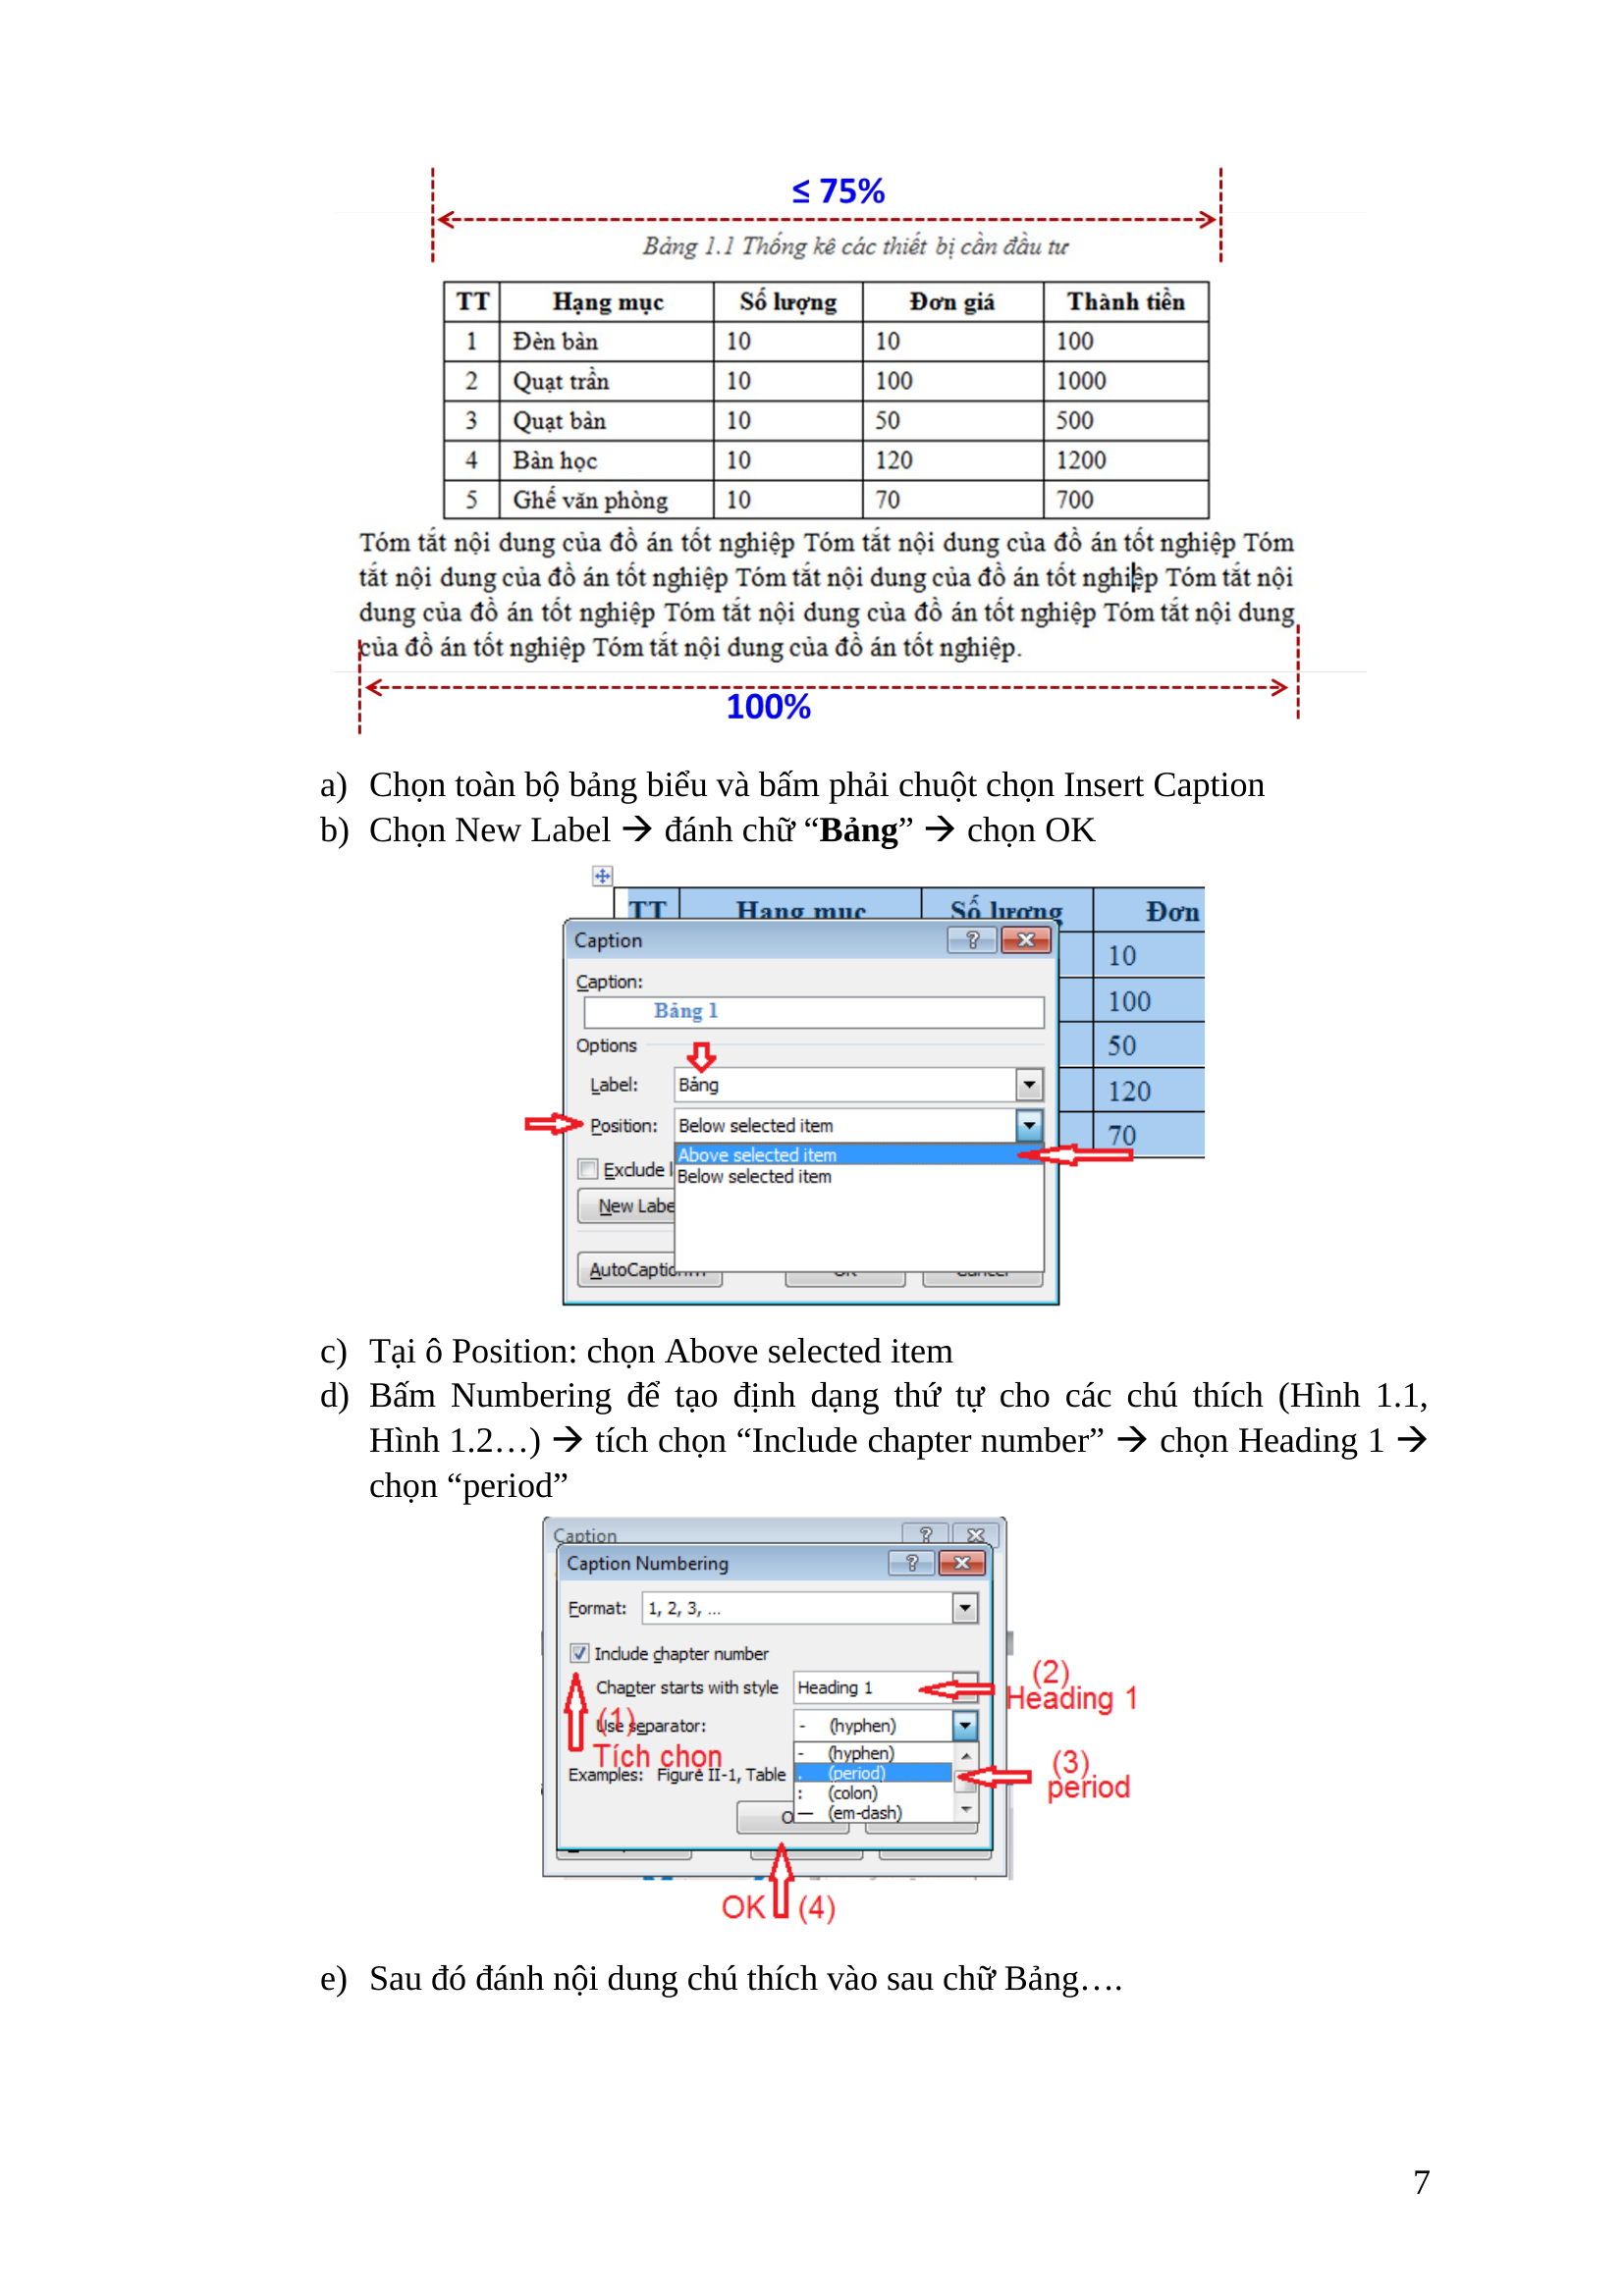 ≤ 75%
Bảng 1.1 Thống kê các thiết bị cần đầu tư
TT Hạng mục Số lượng Đơn giá Thành tiền
1 Đèn bàn 10 10 100
2 Quạt trần 10 100 1000
3 Quạt bàn 10 50 500
4 Bàn học 10 120 1200
5 Ghế văn phòng 10 70 700
Tóm tắt nội dung của đồ án tốt nghiệp Tóm tắt nội dung của đồ án tốt nghiệp Tóm
tắt nội dung của đồ án tốt nghiệp Tóm tắt nội dung của đồ án tốt nghiệp Tóm tắt nội
dung của đồ án tốt nghiệp Tóm tắt nội dung của đồ án tốt nghiệp Tóm tắt nội dung
của đồ án tốt nghiệp Tóm tắt nội dung của đồ án tốt nghiệp.
100%
a) Chọn toàn bộ bảng biểu và bấm phải chuột chọn Insert Caption
b) Chọn New Label → đánh chữ “Bảng” → chọn OK
TT Hạng mục Số lượng Đơn
Caption
10
Caption:
100
Bảng 1
Options
50
Label: Bảng
120
Position: Below selected item
70
Above selected item
Exclude l
Below selected item
New Labe
AutoCaptio
OK Cancel
c) Tại ô Position: chọn Above selected item
d) Bấm Numbering để tạo định dạng thứ tự cho các chú thích (Hình 1.1,
Hình 1.2…) → tích chọn “Include chapter number” → chọn Heading 1 →
chọn “period”
Caption
Caption Numbering
Format: 1, 2, 3, ...
Include chapter number
(2)
Chapter starts with style Heading 1
Heading 1
(1)
Use separator: - (hyphen)
Tích chọn
- (hyphen)
(3)
. (period)
period
Examples: Figure II-1, Table
: (colon)
— (em-dash)
O
OK (4)
e) Sau đó đánh nội dung chú thích vào sau chữ Bảng….
7